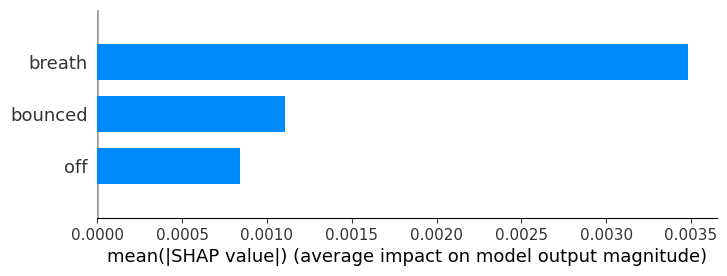 breath
bounced
off
0.0000 0.0005 0.0010 0.0015 0.0020 0.0025 0.0030 0.0035
mean(|SHAP value|) (average impact on model output magnitude)